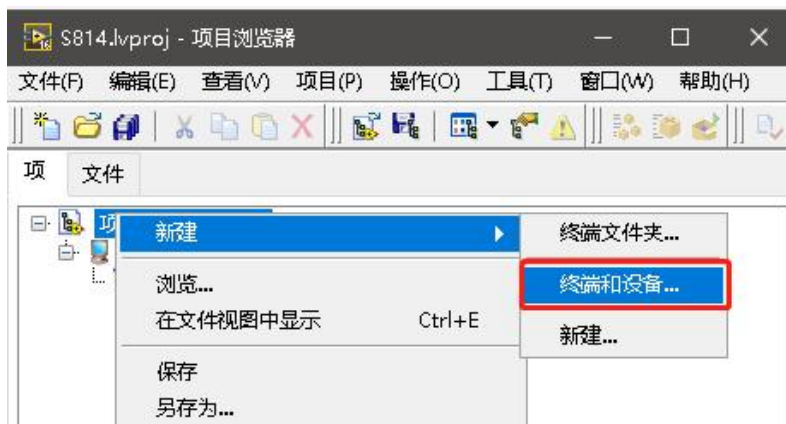 S814.lvproj - 项目浏览器
文件(F) 编辑(E) 查看(V) 项目(P) 操作(O) 工具(T) 窗口(W) 帮助(H)
项 文件
项
新建 终端文件夹...
浏览... 终端和设备...
在文件视图中显示 Ctrl+E 新建...
保存
另存为...